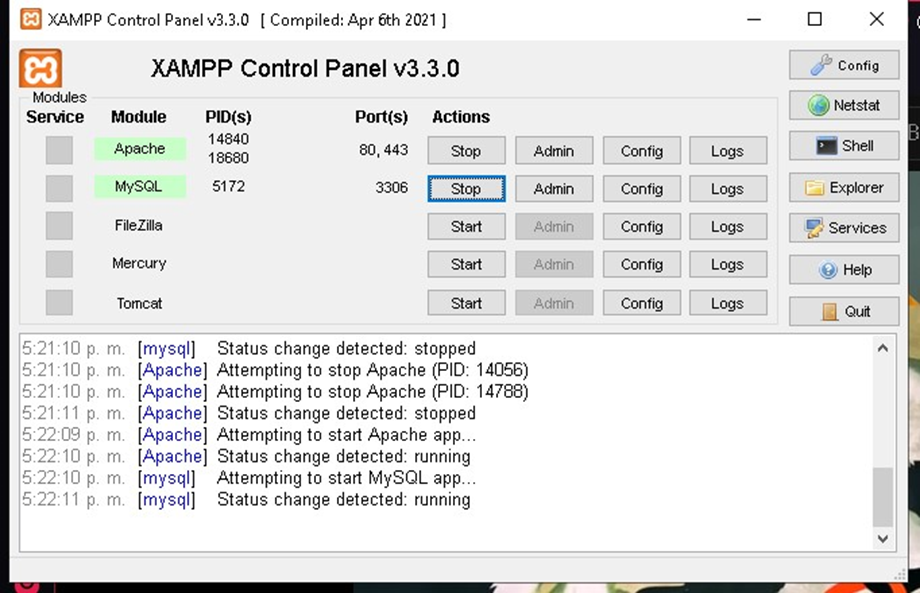 XAMPP Control Panel v3.3.0 [ Compiled: Apr 6th 2021 ]
XAMPP Control Panel v3.3.0
Config
Modules
Service Module PID(s) Port(s) Actions
Netstat
Apache 14840 18680 80, 443 Stop Admin Config Logs
Shell
MySQL 5172 3306 Stop Admin Config Logs
Explorer
FileZilla Start Admin Config Logs
Services
Mercury Start Admin Config Logs
Help
Tomcat Start Admin Config Logs
Quit
5:21:10 p. m. [mysql] Status change detected: stopped
5:21:10 p. m. [Apache] Attempting to stop Apache (PID: 14056)
5:21:10 p. m. [Apache] Attempting to stop Apache (PID: 14788)
5:21:11 p. m. [Apache] Status change detected: stopped
5:22:09 p. m. [Apache] Attempting to start Apache app...
5:22:10 p. m. [Apache] Status change detected: running
5:22:10 p. m. [mysql] Attempting to start MySQL app...
5:22:11 p. m. [mysql] Status change detected: running